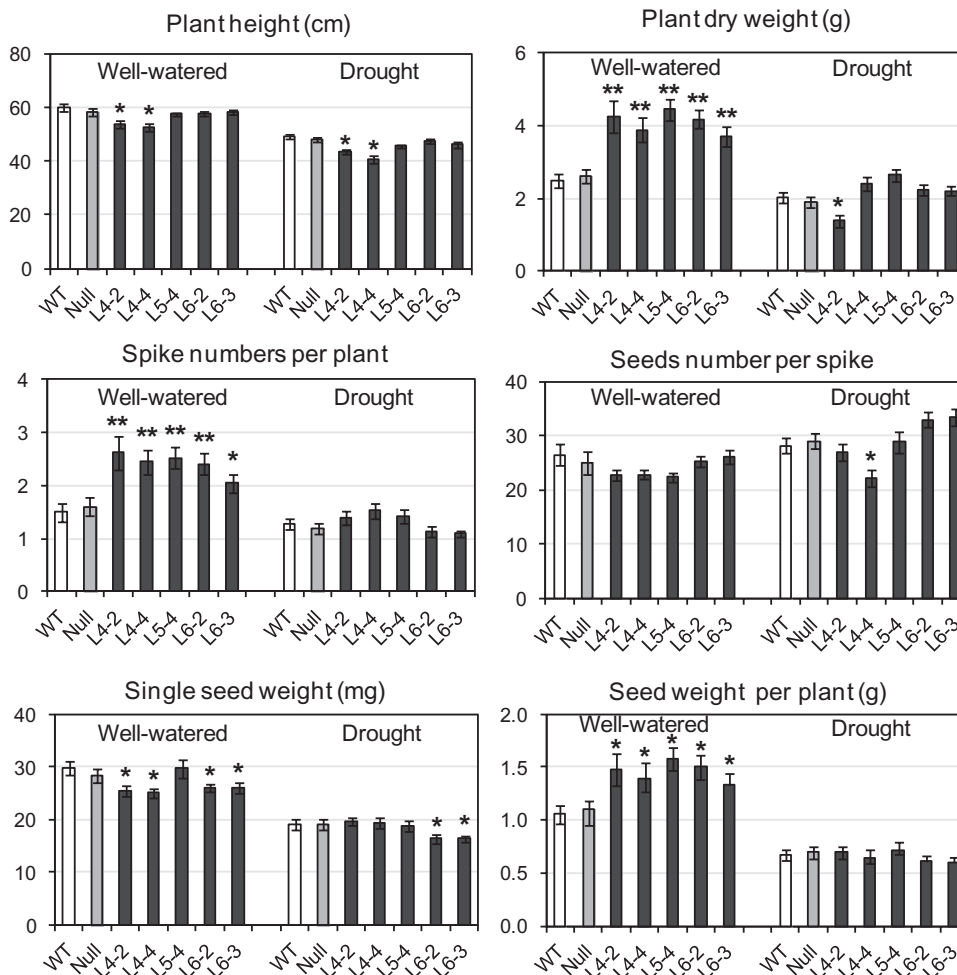 Plant height (cm)
80
60
40
20
0
Well-watered
Drought
* * * *
WT Null L4-2 L4-4 L5-4 L6-2 L6-3 WT Null L4-2 L4-4 L5-4 L6-2 L6-3
Plant dry weight (g)
6
4
2
0
Well-watered
Drought
** ** ** ** ** *
WT Null L4-2 L4-4 L5-4 L6-2 L6-3 WT Null L4-2 L4-4 L5-4 L6-2 L6-3
Spike numbers per plant
4
3
2
1
0
Well-watered
Drought
** ** ** ** *
WT Null L4-2 L4-4 L5-4 L6-2 L6-3 WT Null L4-2 L4-4 L5-4 L6-2 L6-3
Seeds number per spike
40
30
20
10
0
Well-watered
Drought
*
WT Null L4-2 L4-4 L5-4 L6-2 L6-3 WT Null L4-2 L4-4 L5-4 L6-2 L6-3
Single seed weight (mg)
40
30
20
10
0
Well-watered
Drought
* * * * * *
WT Null L4-2 L4-4 L5-4 L6-2 L6-3 WT Null L4-2 L4-4 L5-4 L6-2 L6-3
Seed weight per plant (g)
2.0
1.5
1.0
0.5
0.0
Well-watered
Drought
* * * * *
WT Null L4-2 L4-4 L5-4 L6-2 L6-3 WT Null L4-2 L4-4 L5-4 L6-2 L6-3